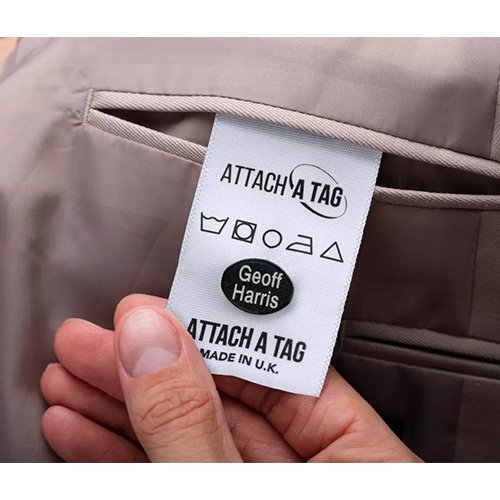 ATTACH A TAG
Geoff
Harris
ATTACH A TAG
MADE IN U.K.